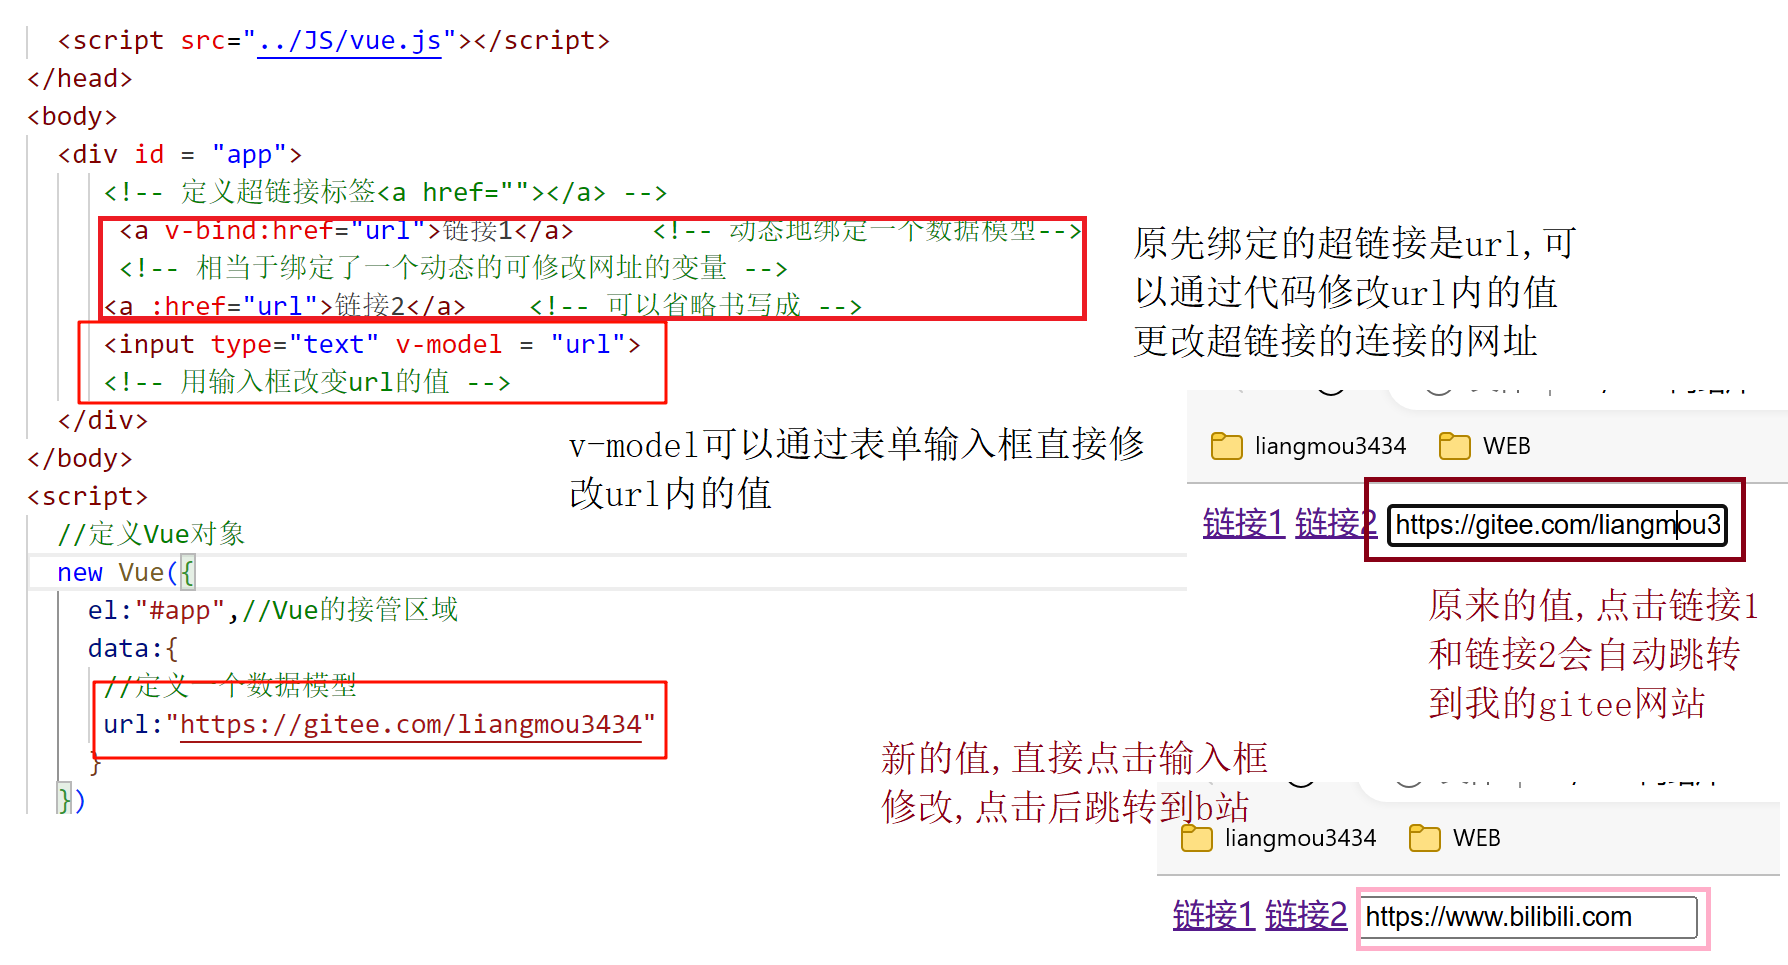 <script src="../JS/vue.js"></script>
</head>
<body>
<div id = "app">
<!-- 定义超链接标签<a href=""></a> -->
<a v-bind:href="url">链接1</a> <!-- 动态地绑定一个数据模型-->
<!-- 相当于绑定了一个动态的可修改网址的变量 -->
<a :href="url">链接2</a> <!-- 可以省略书写成 -->
<input type="text" v-model = "url">
<!-- 用输入框改变url的值 -->
</div>
</body>
<script>
//定义Vue对象
new Vue({
el:"#app",//Vue的接管区域
data:{
//定义一个数据模型
url:"https://gitee.com/liangmou3434"
}
})
原先绑定的超链接是url,可
以通过代码修改url内的值
更改超链接的连接的网址
v-model可以通过表单输入框直接修
改url内的值
liangmou3434 WEB
链接1 链接2 https://gitee.com/liangmou3
原来的值,点击链接1
和链接2会自动跳转
到我的gitee网站
新的值,直接点击输入框
修改,点击后跳转到b站
liangmou3434 WEB
链接1 链接2 https://www.bilibili.com